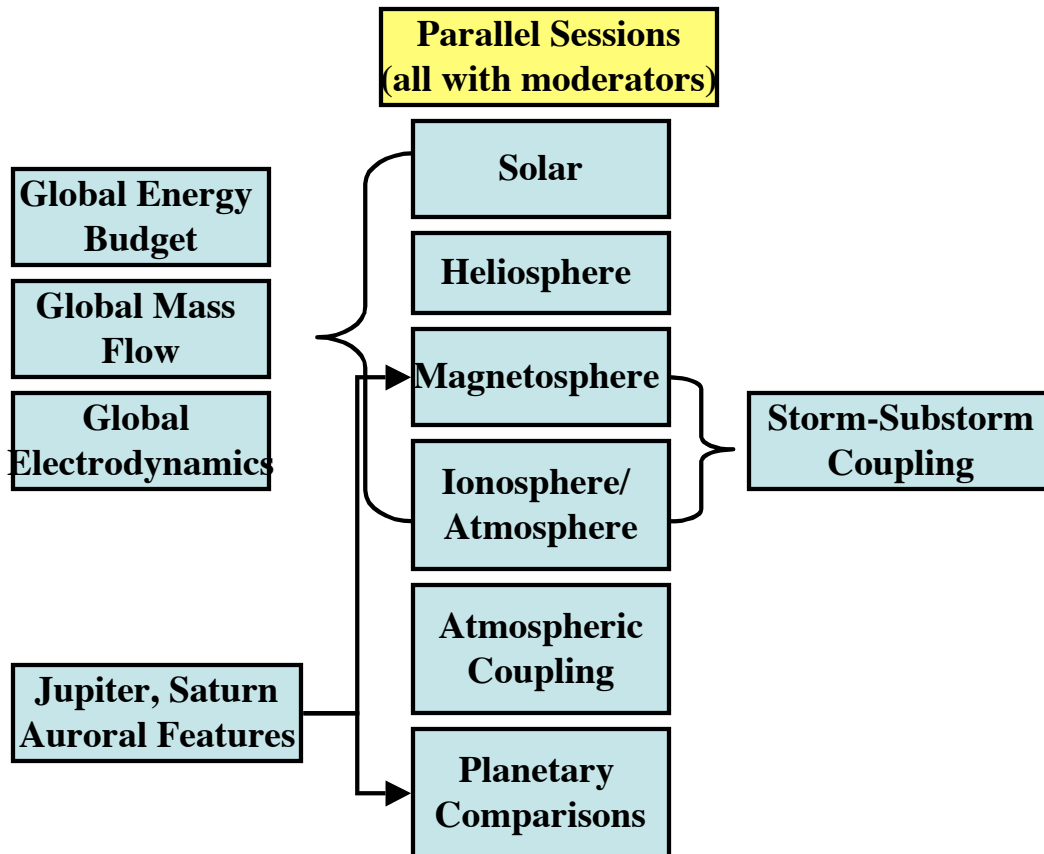 Parallel Sessions
(all with moderators)
Solar
Global Energy
Budget
Heliosphere
Global Mass
Flow
Magnetosphere
Global
Electrodynamics
Storm-Substorm
Coupling
Ionosphere/
Atmosphere
Atmospheric
Coupling
Jupiter, Saturn
Auroral Features
Planetary
Comparisons